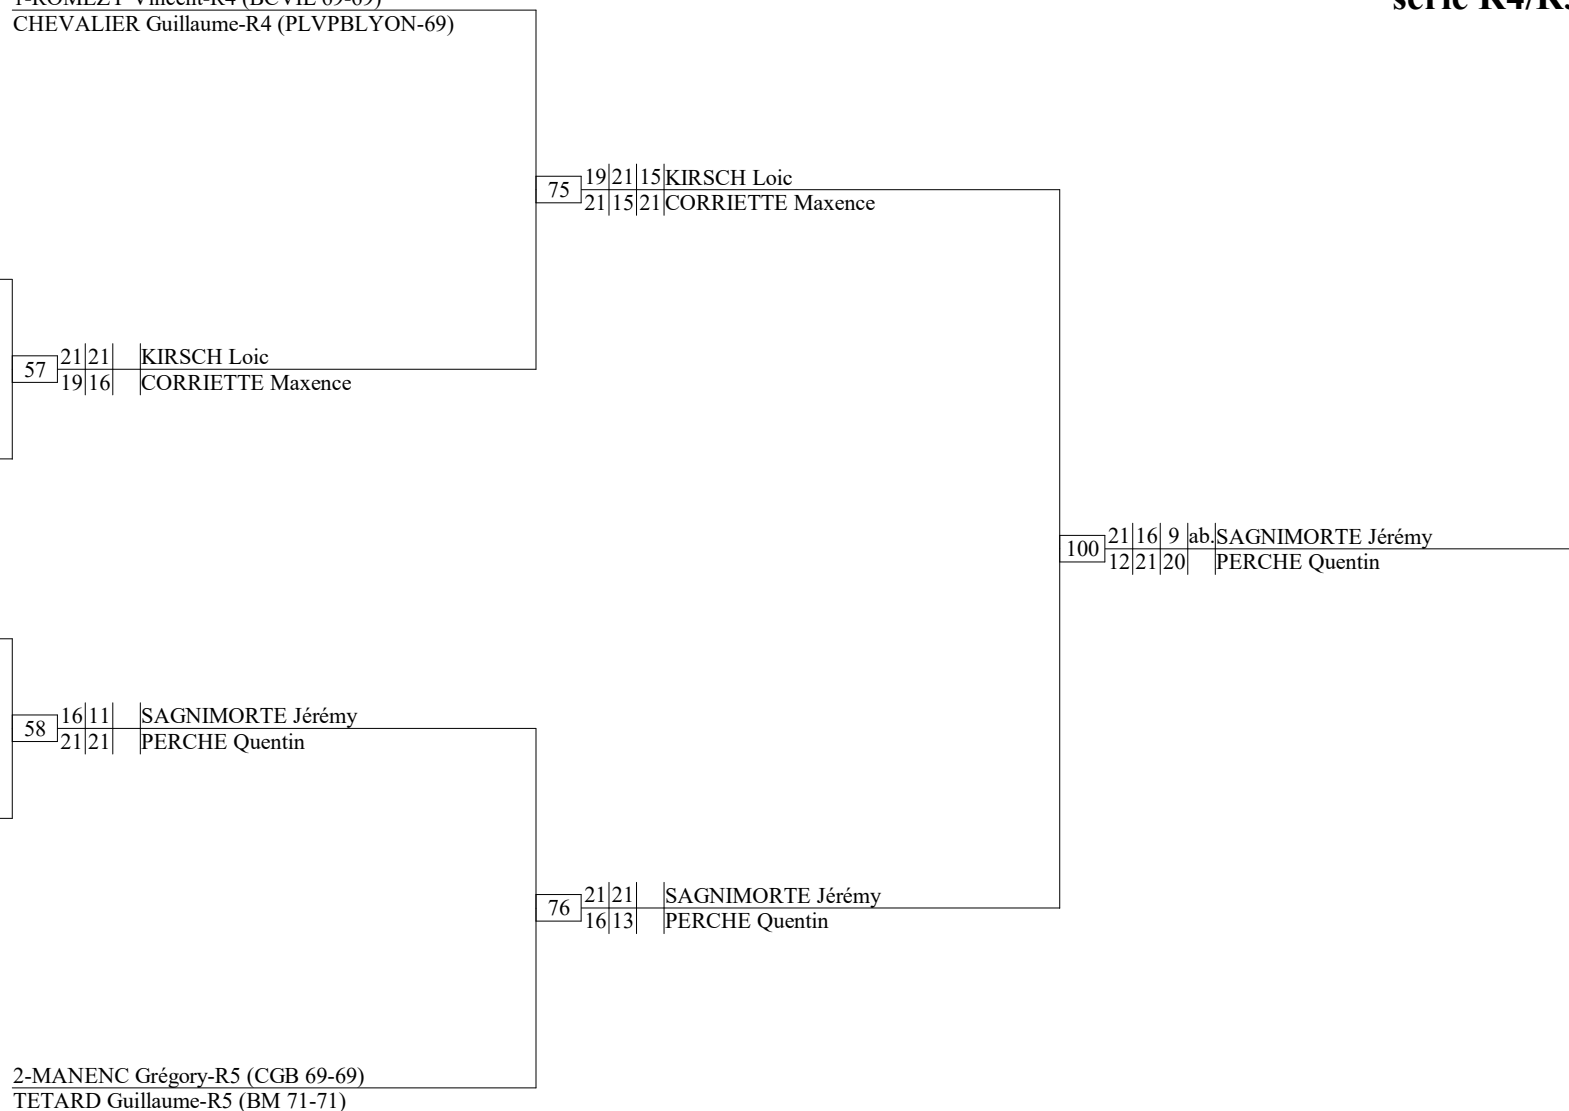 CHEVALIER Guillaume-R4 (PLVPBLYON-69)
75 19 21 15 KIRSCH Loic
21 15 21 CORRIETTE Maxence
57 21 21 KIRSCH Loic
19 16 CORRIETTE Maxence
100 21 16 9 ab. SAGNIMORTE Jérémy
12 21 20 PERCHE Quentin
58 16 11 SAGNIMORTE Jérémy
21 21 PERCHE Quentin
76 21 21 SAGNIMORTE Jérémy
16 13 PERCHE Quentin
2-MANENC Grégory-R5 (CGB 69-69)
TETARD Guillaume-R5 (BM 71-71)